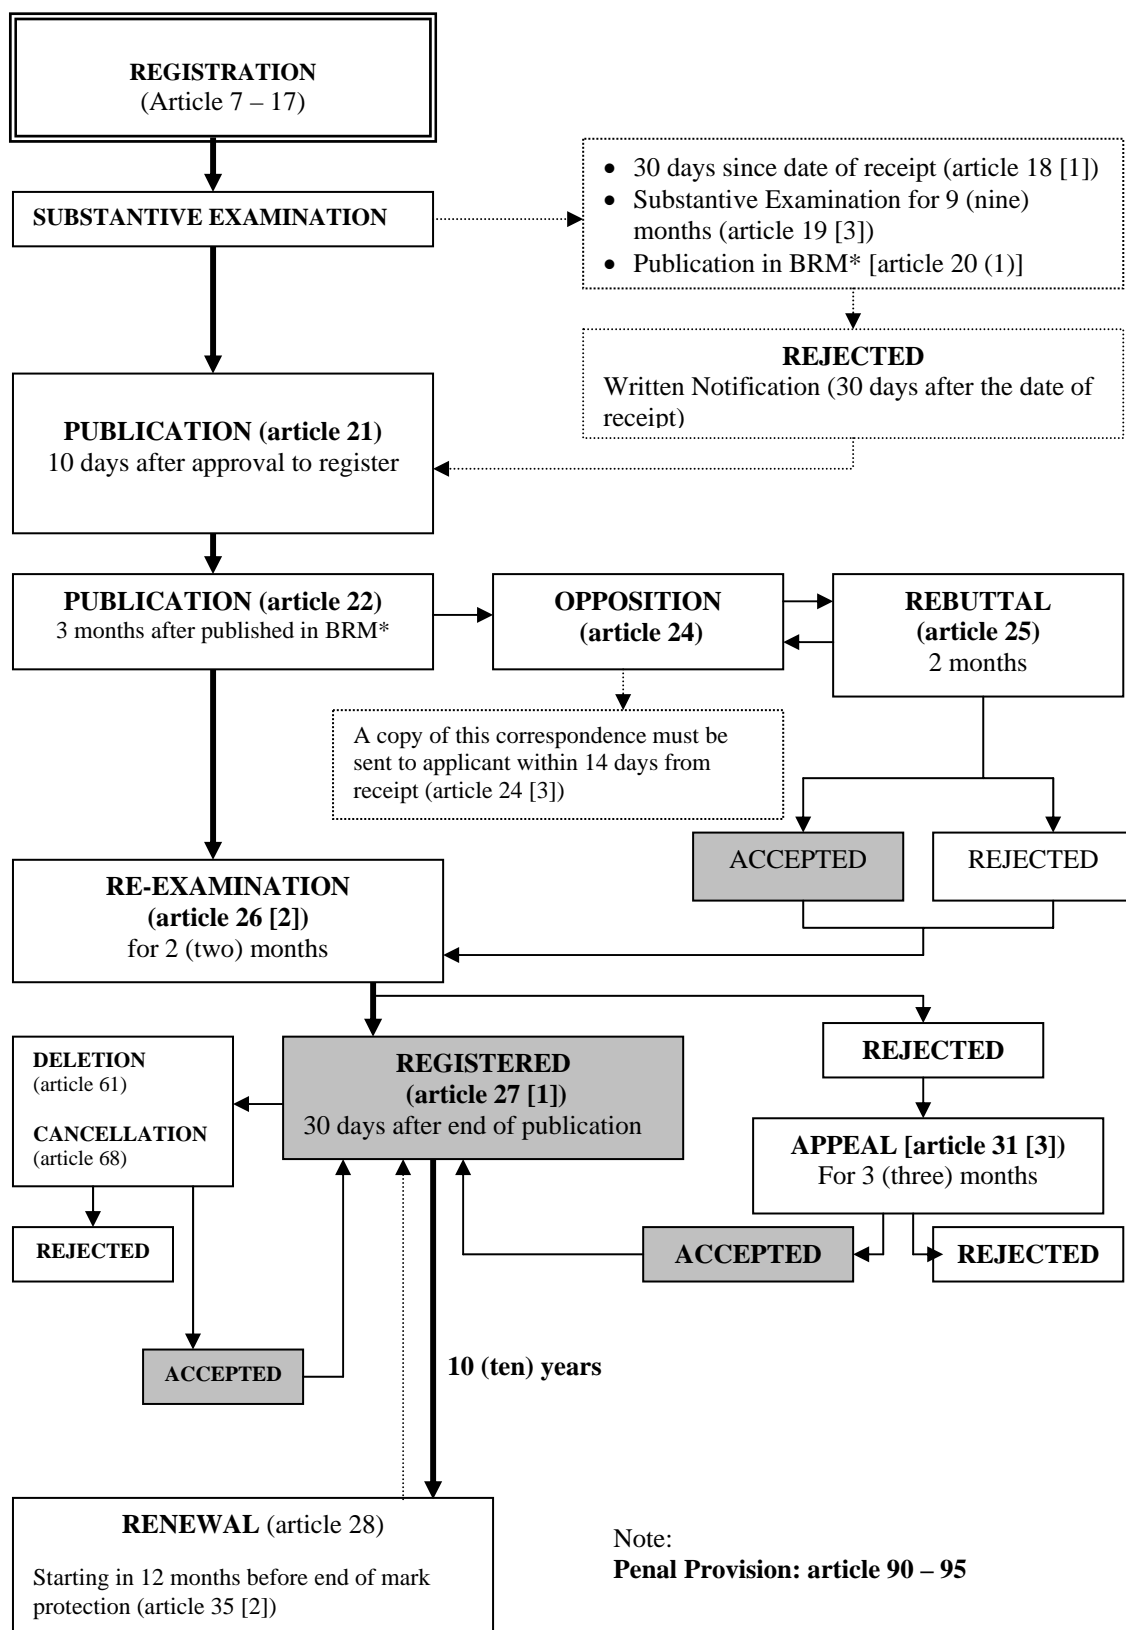 REGISTRATION
(Article 7 – 17)
SUBSTANTIVE EXAMINATION
• 30 days since date of receipt (article 18 [1])
• Substantive Examination for 9 (nine)
months (article 19 [3])
• Publication in BRM* [article 20 (1)]
REJECTED
Written Notification (30 days after the date of
receipt)
PUBLICATION (article 21)
10 days after approval to register
PUBLICATION (article 22)
3 months after published in BRM*
OPPOSITION
(article 24)
REBUTTAL
(article 25)
2 months
A copy of this correspondence must be
sent to applicant within 14 days from
receipt (article 24 [3])
ACCEPTED
REJECTED
RE-EXAMINATION
(article 26 [2])
for 2 (two) months
DELETION
(article 61)
CANCELLATION
(article 68)
REGISTERED
(article 27 [1])
30 days after end of publication
REJECTED
APPEAL [article 31 [3])
For 3 (three) months
REJECTED
ACCEPTED
REJECTED
ACCEPTED
10 (ten) years
RENEWAL (article 28)
Starting in 12 months before end of mark
protection (article 35 [2])
Note:
Penal Provision: article 90 – 95